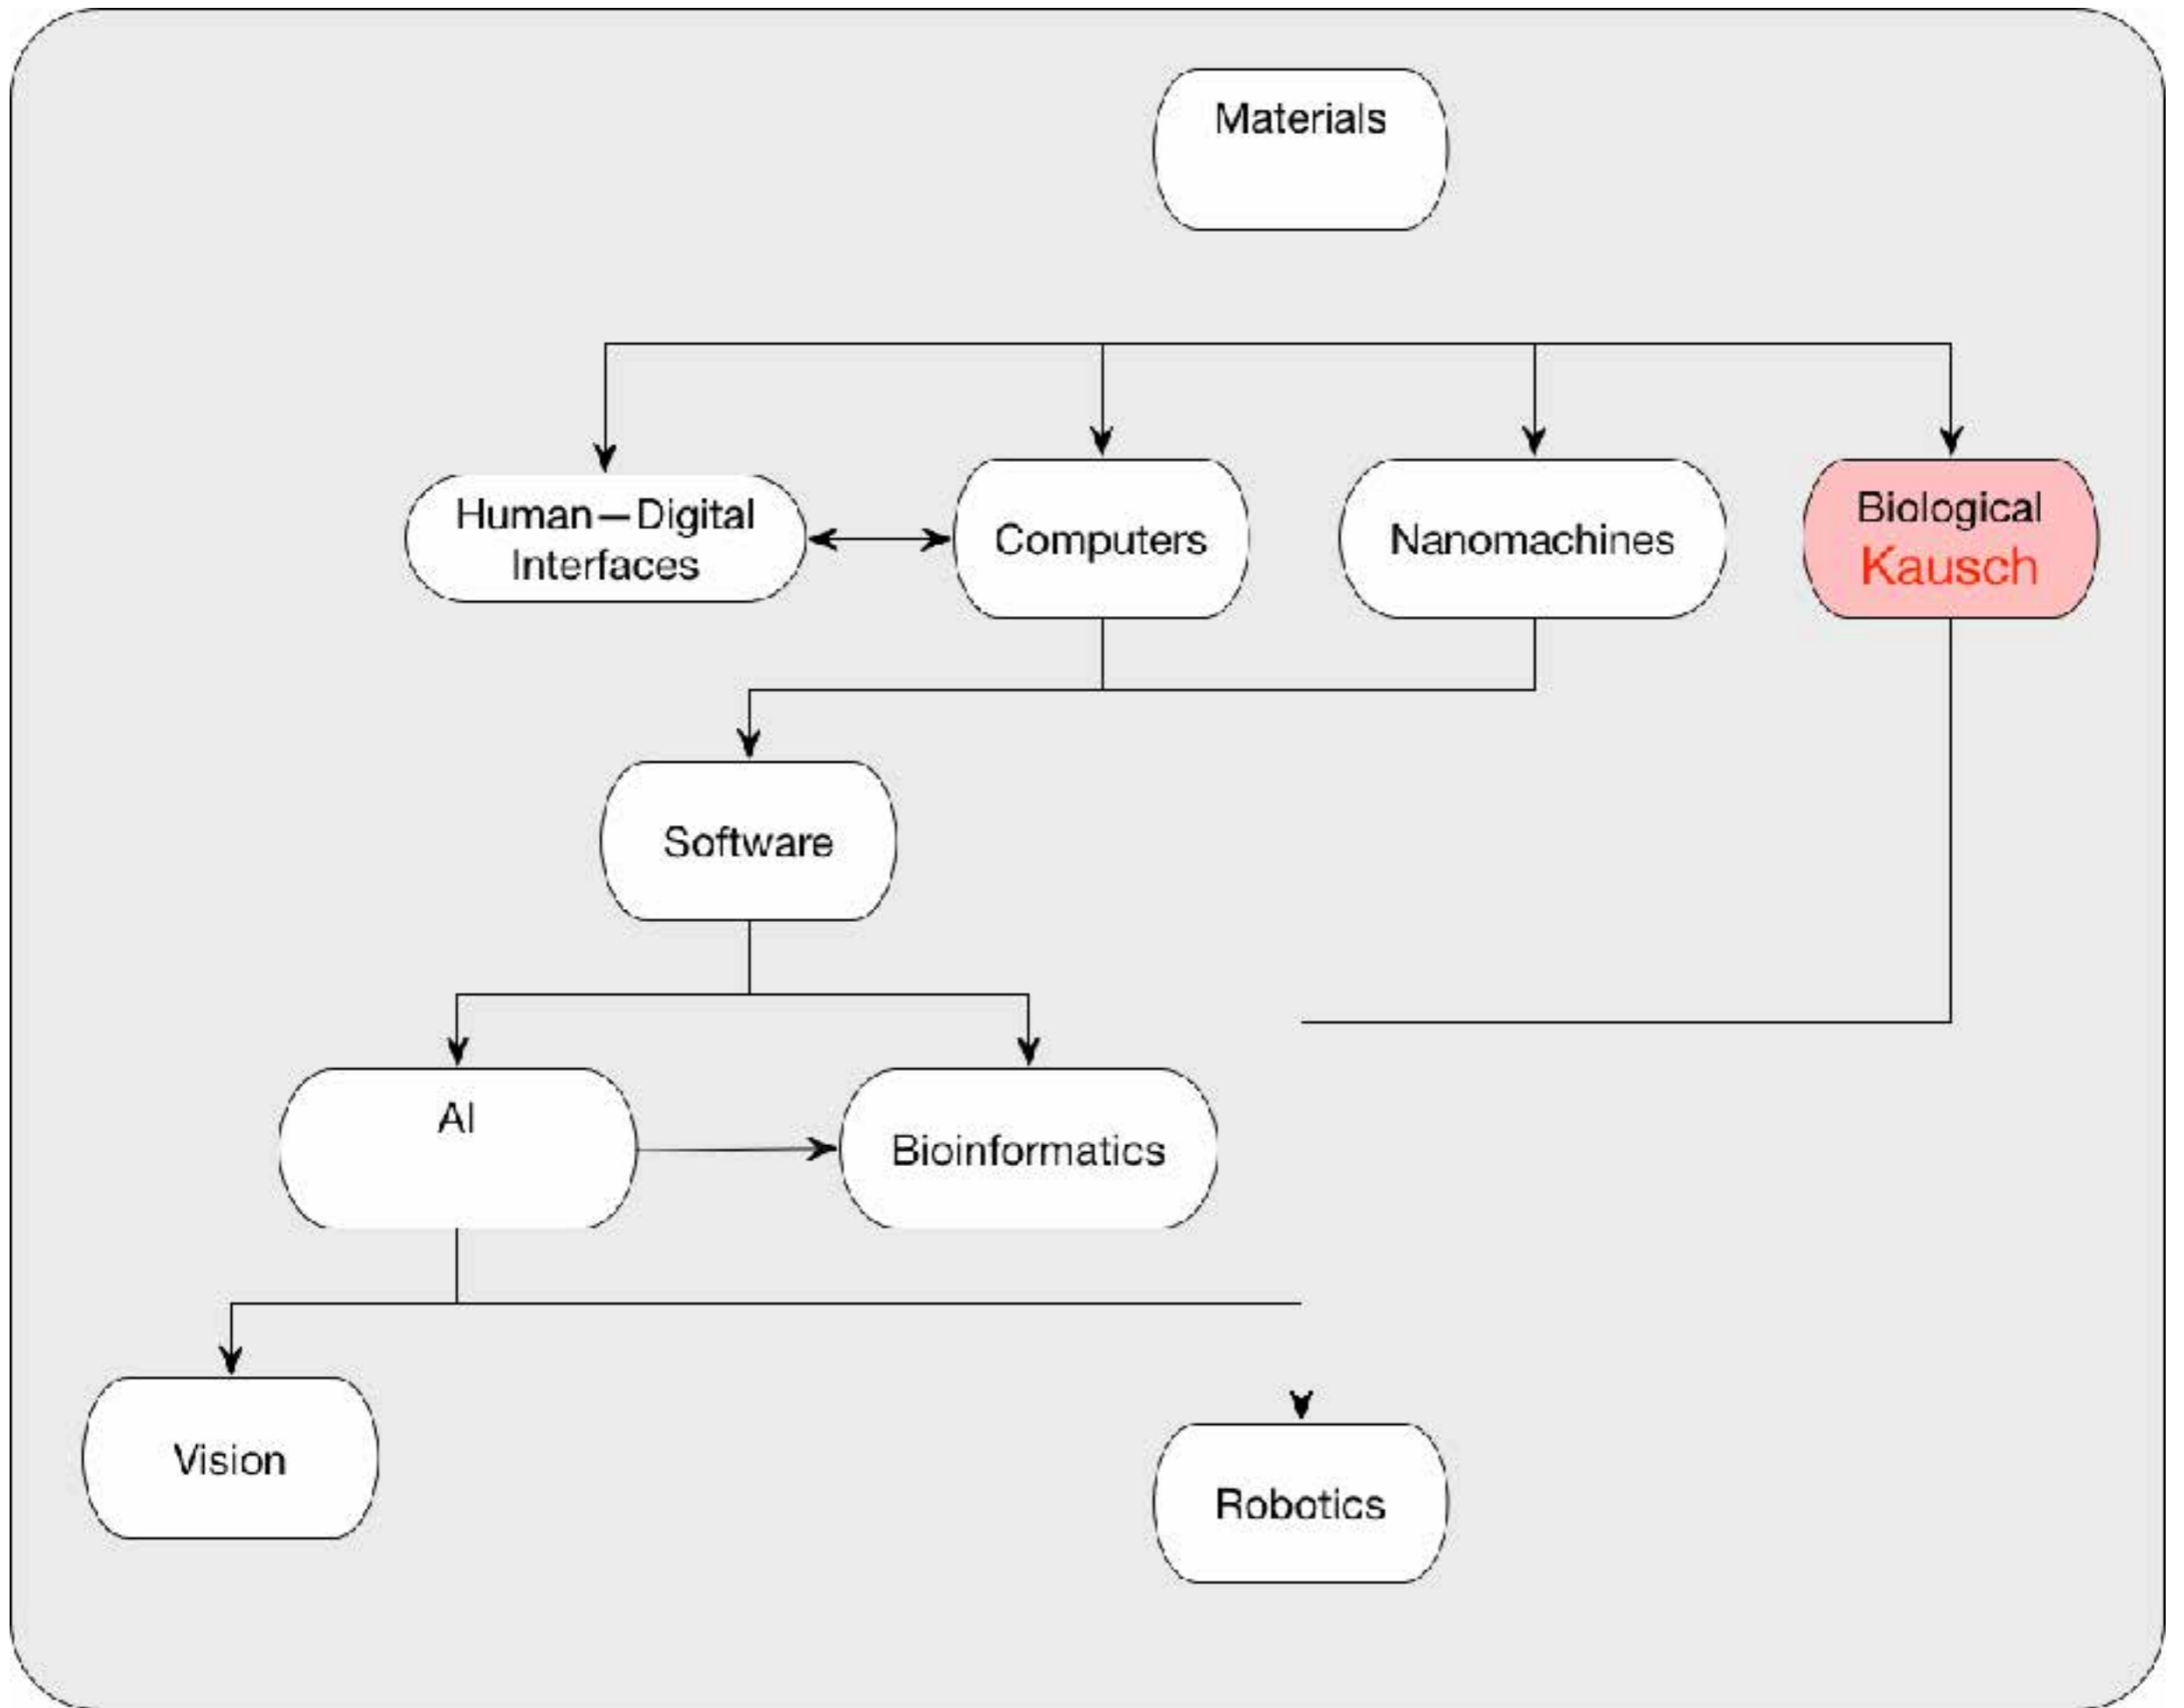 Materials
Human—Digital
Interfaces
Computers
Nanomachines
Biological
Kausch
Software
AI
Bioinformatics
Vision
Robotics